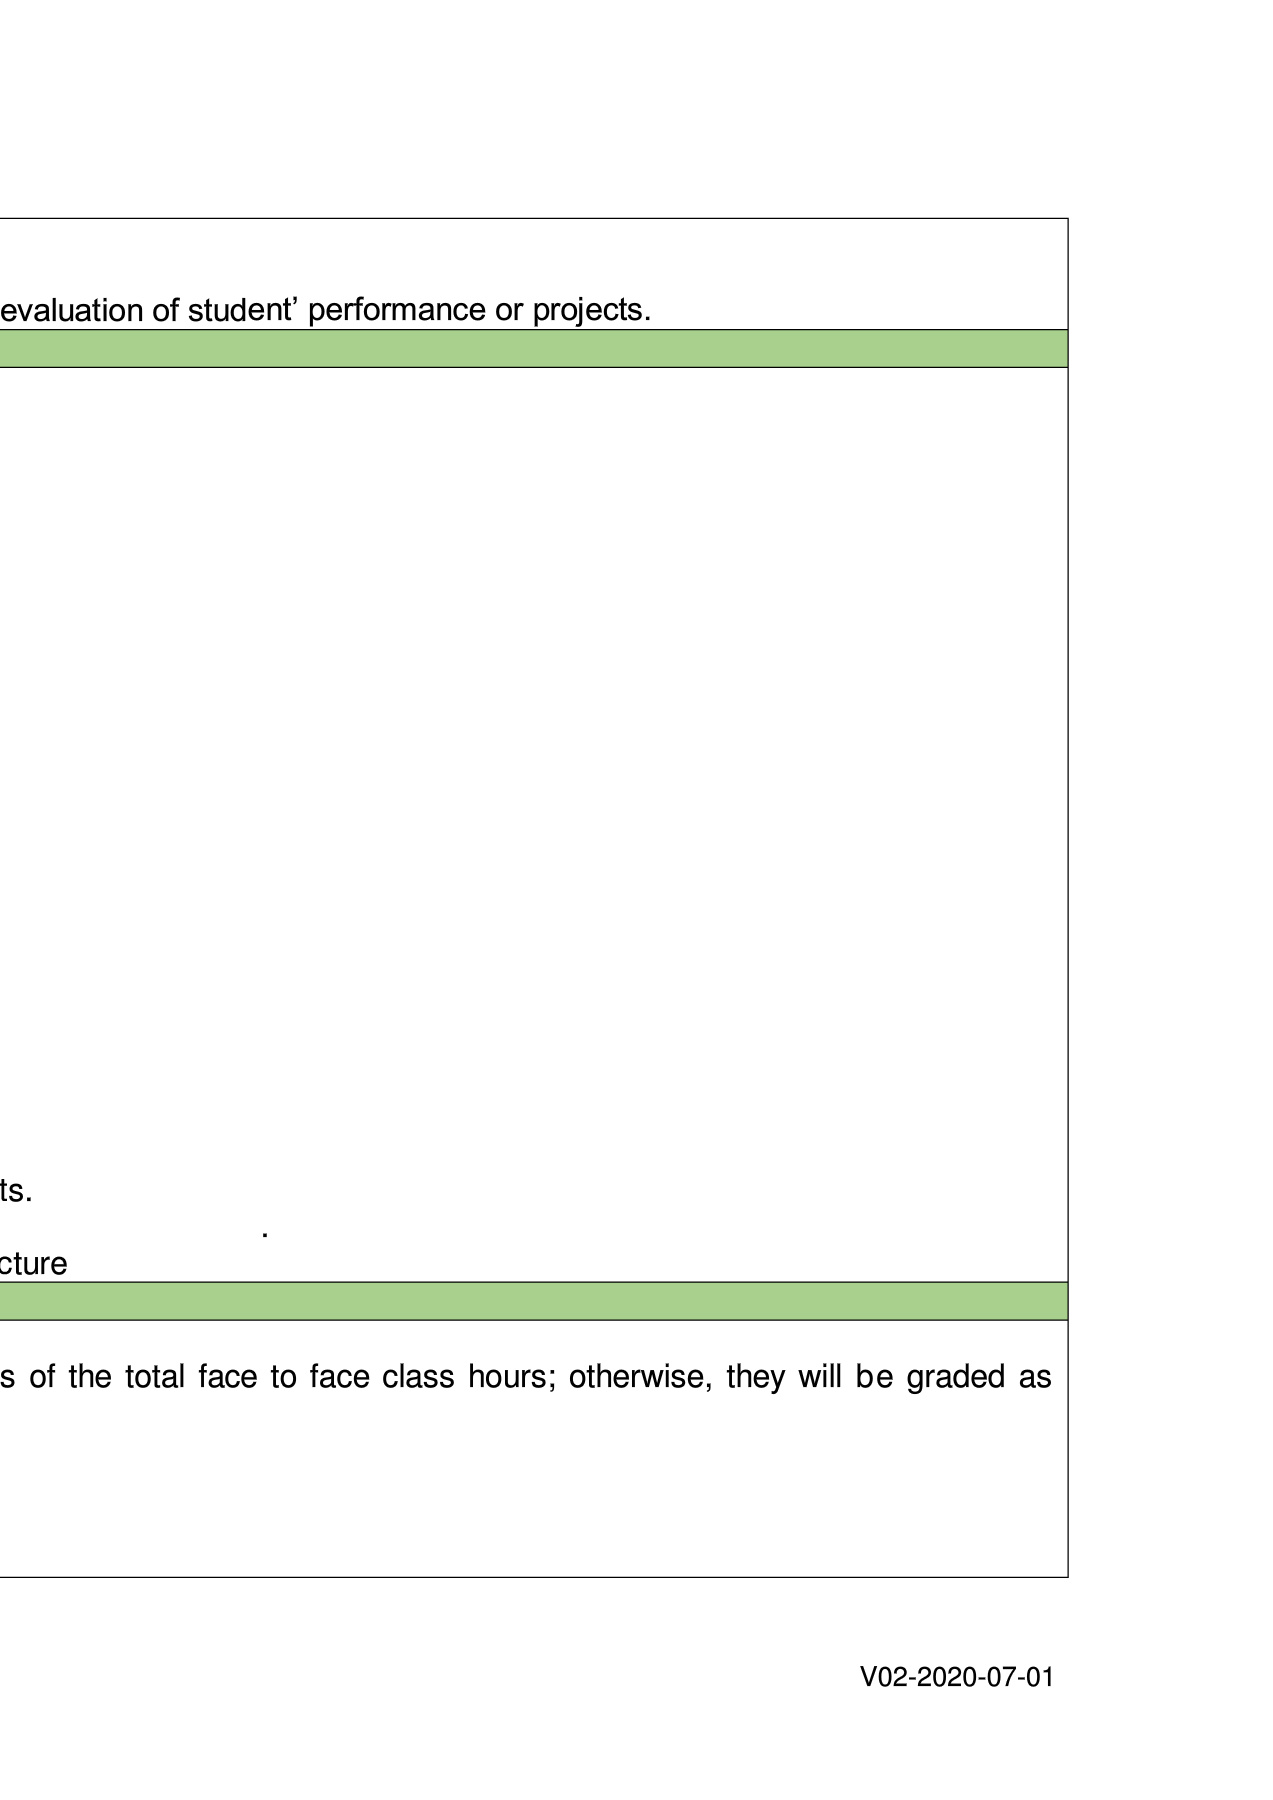 evaluation of student’ performance or projects.
ts.
.
cture
s of the total face to face class hours; otherwise, they will be graded as
V02-2020-07-01